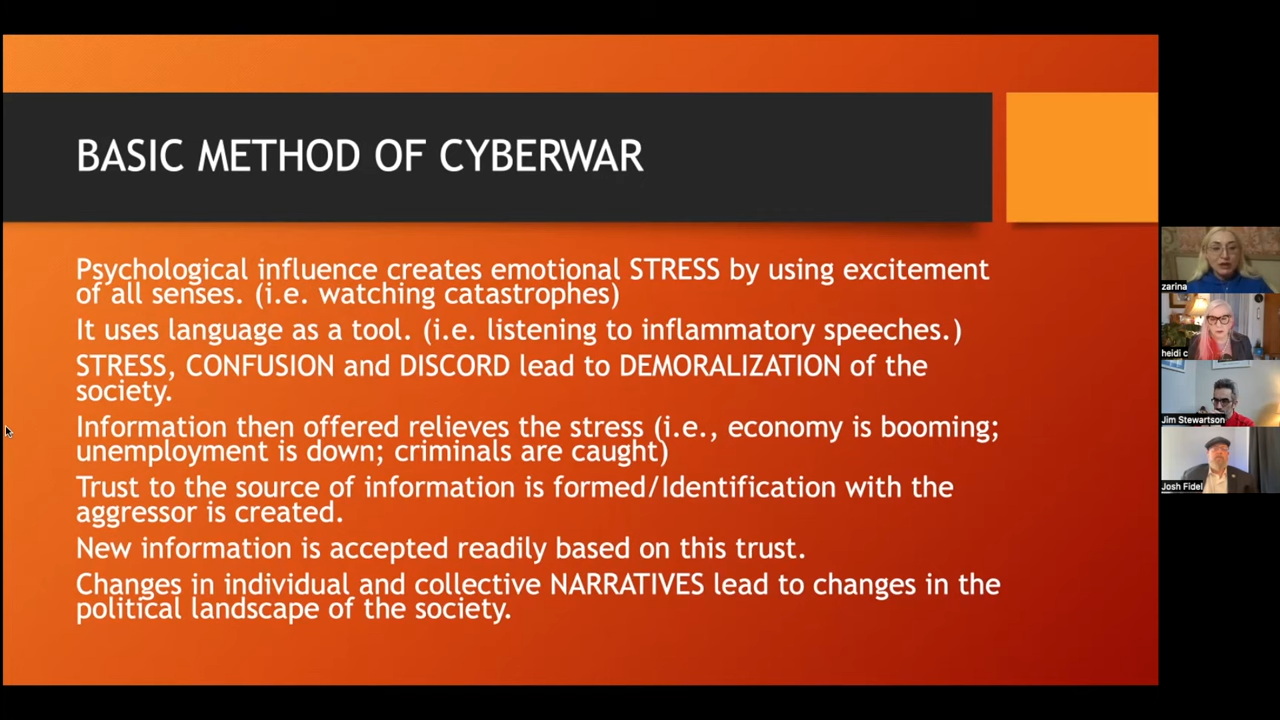 BASIC METHOD OF CYBERWAR
Psychological influence creates emotional STRESS by using excitement
of all senses. (i.e. watching catastrophes)
It uses language as a tool. (i.e. listening to inflammatory speeches.)
STRESS, CONFUSION and DISCORD lead to DEMORALIZATION of the
society.
Information then offered relieves the stress (i.e., economy is booming;
unemployment is down; criminals are caught)
Trust to the source of information is formed/Identification with the
aggressor is created.
New information is accepted readily based on this trust.
Changes in individual and collective NARRATIVES lead to changes in the
political landscape of the society.
zarina
heidi c
Jim Stewartson
Josh Fidel